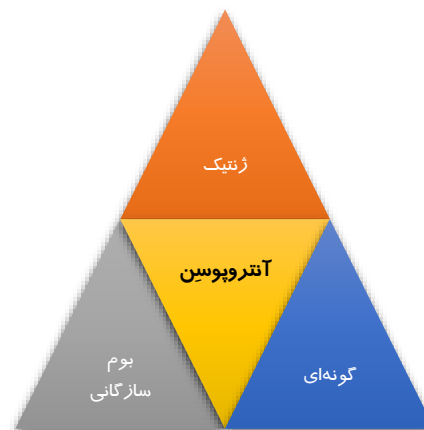 ژنتیک
آنتروپوسِن
بوم
سازگانی
گونه‌ای